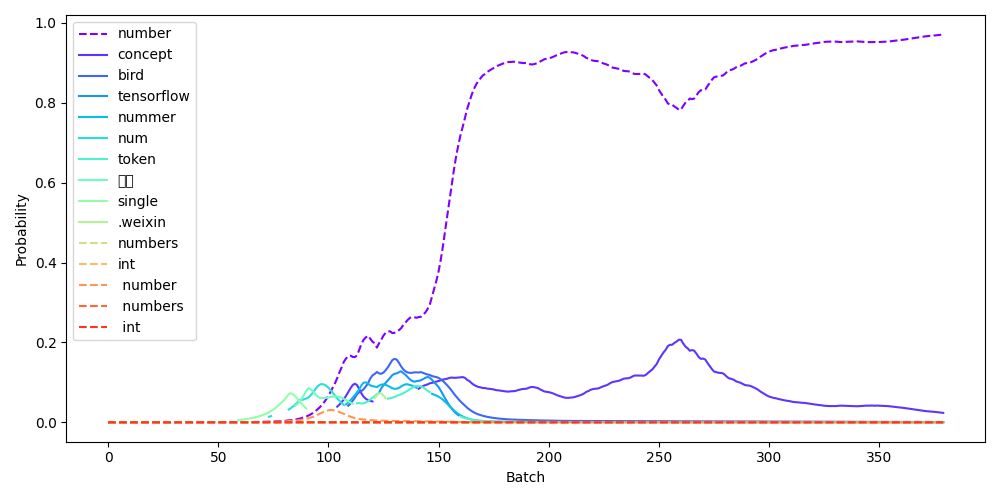 1.0
0.8
0.6
0.4
0.2
0.0
Probability
number
concept
bird
tensorflow
nummer
num
token
single
.weixin
numbers
int
number
numbers
int
0
50
100
150
200
250
300
350
Batch